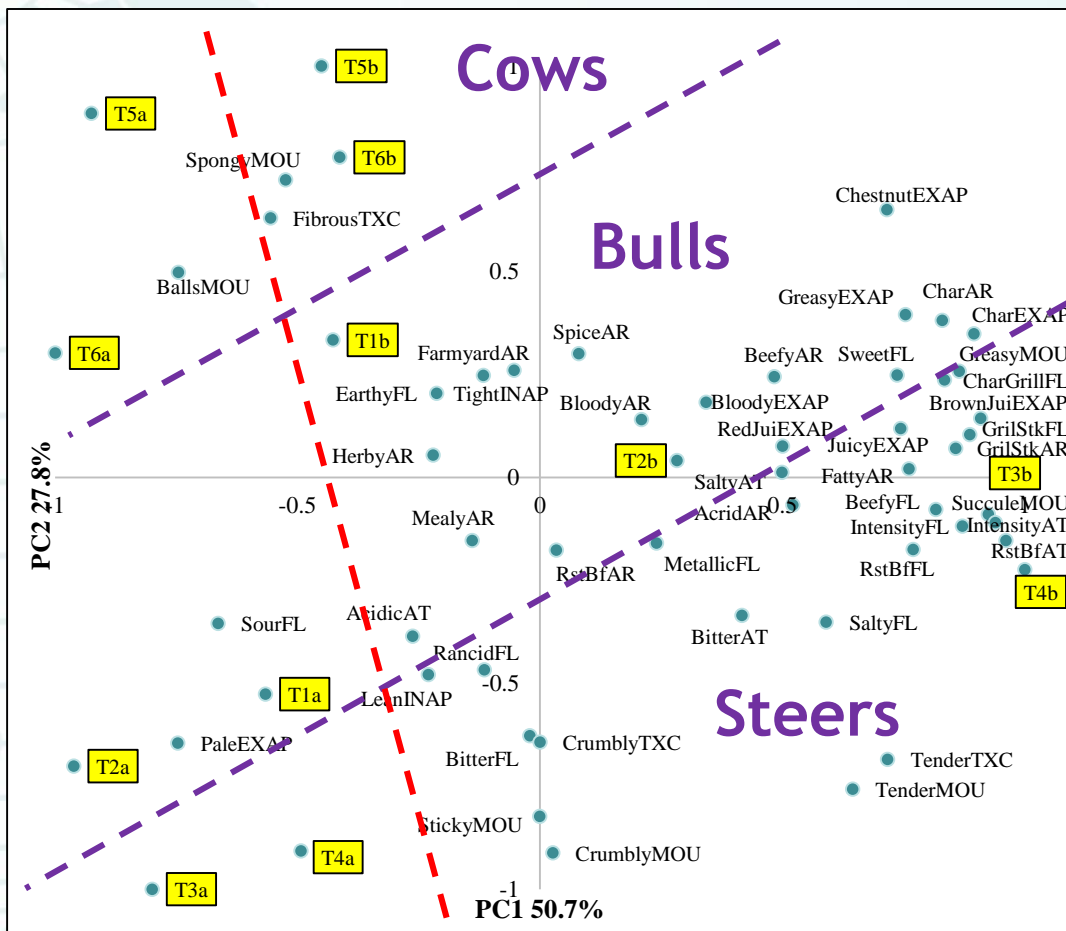 Cows
1
T5b
T5a
T6b
SpongyMOU
ChestnutEXAP
FibrousTXC
Bulls
0.5
BallsMOU
CharAR
GreasyEXAP
CharEXAP
T1b
SpiceAR
T6a
FarmyardAR
BeefyAR
SweetFL
GreasyMOU
CharGrillFL
EarthyFL
TightINAP
BloodyAR
BloodyEXAP
BrownJuiEXAP
RedJuiEXAP
GrilStkFL
JuicyEXAP
GrilStkAR
HerbyAR
T2b
T3b
SaltyAT
FattyAR
-1
-0.5
0
0.5
1
AcridAR
BeefyFL
SucculeMOU
MealyAR
IntensityFL
IntensityAT
RstBfAR
MetallicFL
RstBfFL
RstBfAT
T4b
PC2 27.8%
AcidicAT
SourFL
BitterAT
SaltyFL
RancidFL
-0.5
T1a
LeanINAP
Steers
PaleEXAP
BitterFL
CrumblyTXC
T2a
TenderTXC
TenderMOU
StickyMOU
T4a
CrumblyMOU
T3a
-1
PC1 50.7%